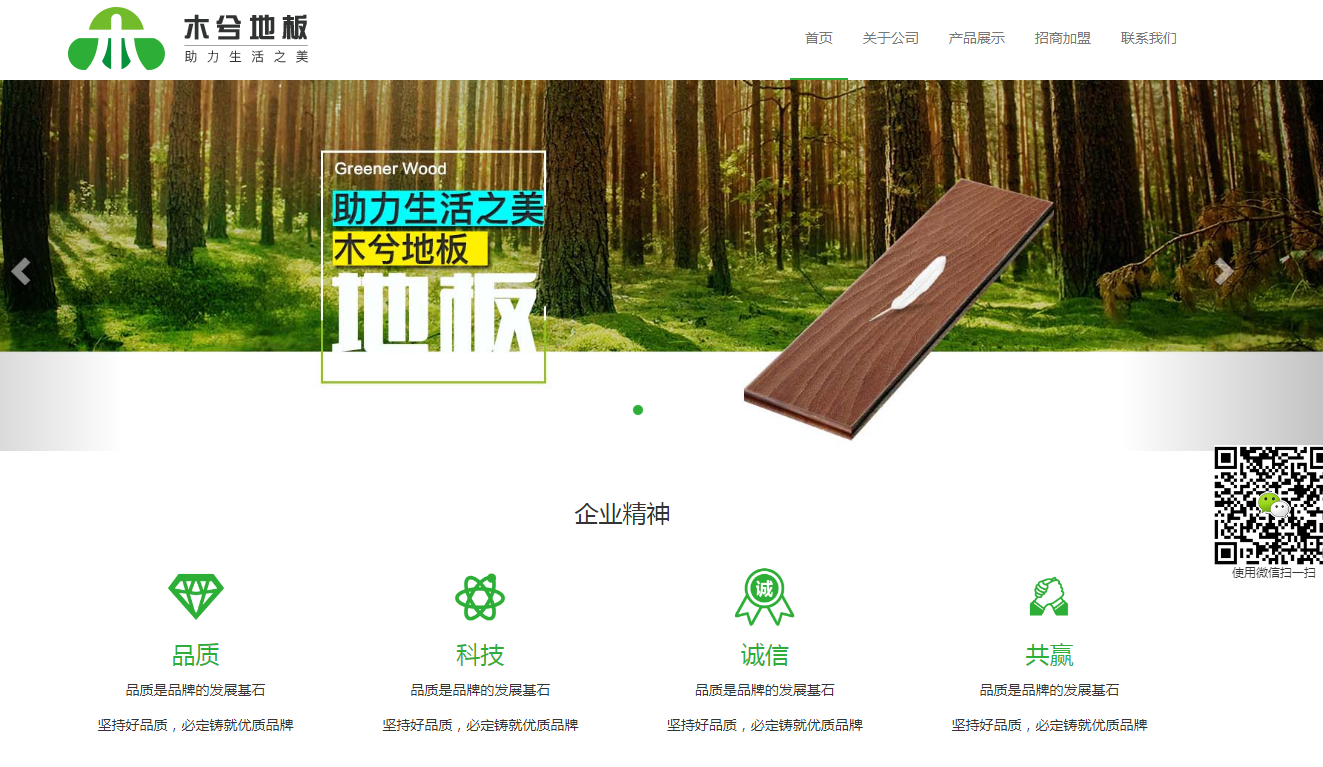 木兮地板
助力生活之美
首页
关于公司
产品展示
招商加盟
联系我们
Greener Wood
助力生活之美
木兮地板
地板
使用微信扫一扫
企业精神
诚
品质
科技
诚信
共赢
品质是品牌的发展基石
品质是品牌的发展基石
品质是品牌的发展基石
品质是品牌的发展基石
坚持好品质，必定铸就优质品牌
坚持好品质，必定铸就优质品牌
坚持好品质，必定铸就优质品牌
坚持好品质，必定铸就优质品牌